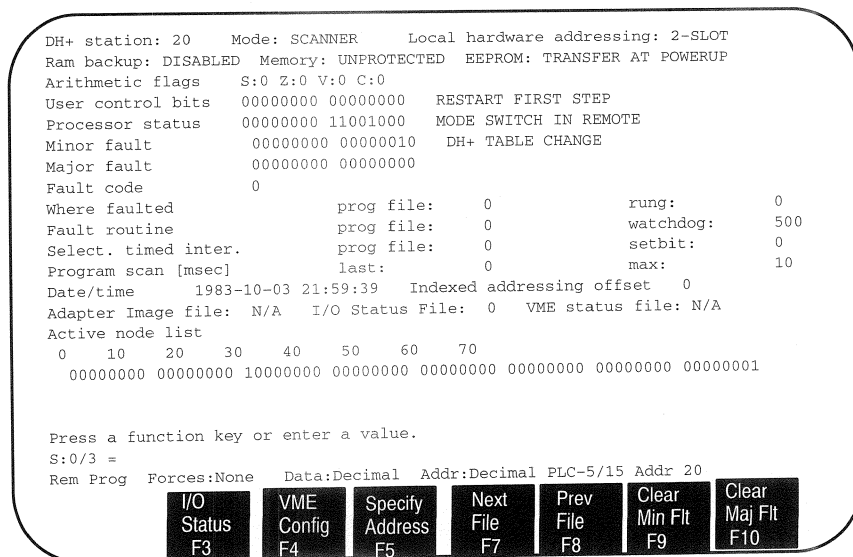 DH+ station: 20 Mode: SCANNER Local hardware addressing: 2-SLOT
Ram backup: DISABLED Memory: UNPROTECTED EEPROM: TRANSFER AT POWERUP
Arithmetic flags S:0 Z:0 V:0 C:0
User control bits 00000000 00000000 RESTART FIRST STEP
Processor status 00000000 11001000 MODE SWITCH IN REMOTE
Minor fault 00000000 00000010 DH+ TABLE CHANGE
Major fault 00000000 00000000
Fault code 0
Where faulted prog file: 0 rung: 0
Fault routine prog file: 0 watchdog: 500
Select. timed inter. prog file: 0 setbit: 0
Program scan [msec] last: 0 max: 10
Date/time 1983-10-03 21:59:39 Indexed addressing offset 0
Adapter Image file: N/A I/O Status File: 0 VME status file: N/A
Active node list
0 10 20 30 40 50 60 70
00000000 00000000 10000000 00000000 00000000 00000000 00000000 00000001
Press a function key or enter a value.
S:0/3 =
Rem Prog Forces:None Data:Decimal Addr:Decimal PLC-5/15 Addr 20
I/O Status F3
VME Config F4
Specify Address F5
Next File F7
Prev File F8
Clear Min Flt F9
Clear Maj Flt F10